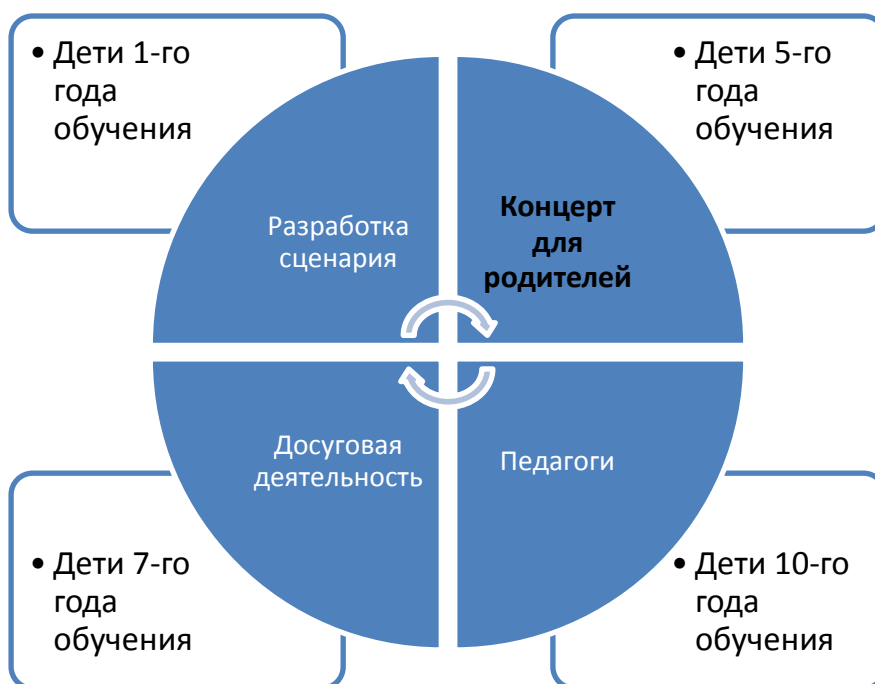 • Дети 1-го
года
обучения
• Дети 5-го
года
обучения
Разработка
сценария
Концерт
для
родителей
Досуговая
деятельность
Педагоги
• Дети 7-го
года
обучения
• Дети 10-го
года
обучения